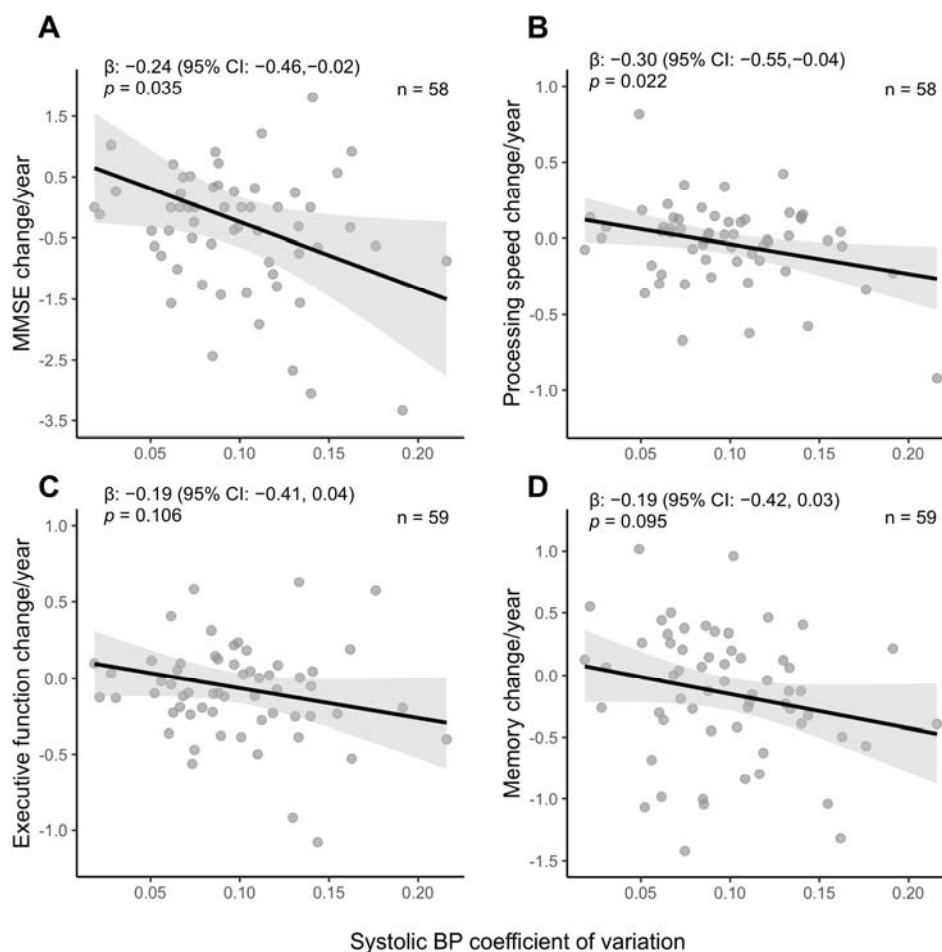 A
β: −0.24 (95% CI: −0.46,−0.02)
p = 0.035
n = 58
MMSE change/year
1.5
0.5
-0.5
-1.5
-2.5
-3.5
0.05 0.10 0.15 0.20
B
β: −0.30 (95% CI: −0.55,−0.04)
p = 0.022
n = 58
Processing speed change/year
1.0
0.5
0.0
-0.5
-1.0
0.05 0.10 0.15 0.20
C
β: −0.19 (95% CI: −0.41, 0.04)
p = 0.106
n = 59
Executive function change/year
1.0
0.5
0.0
-0.5
-1.0
0.05 0.10 0.15 0.20
D
β: −0.19 (95% CI: −0.42, 0.03)
p = 0.095
n = 59
Memory change/year
1.0
0.5
0.0
-0.5
-1.0
-1.5
0.05 0.10 0.15 0.20
Systolic BP coefficient of variation